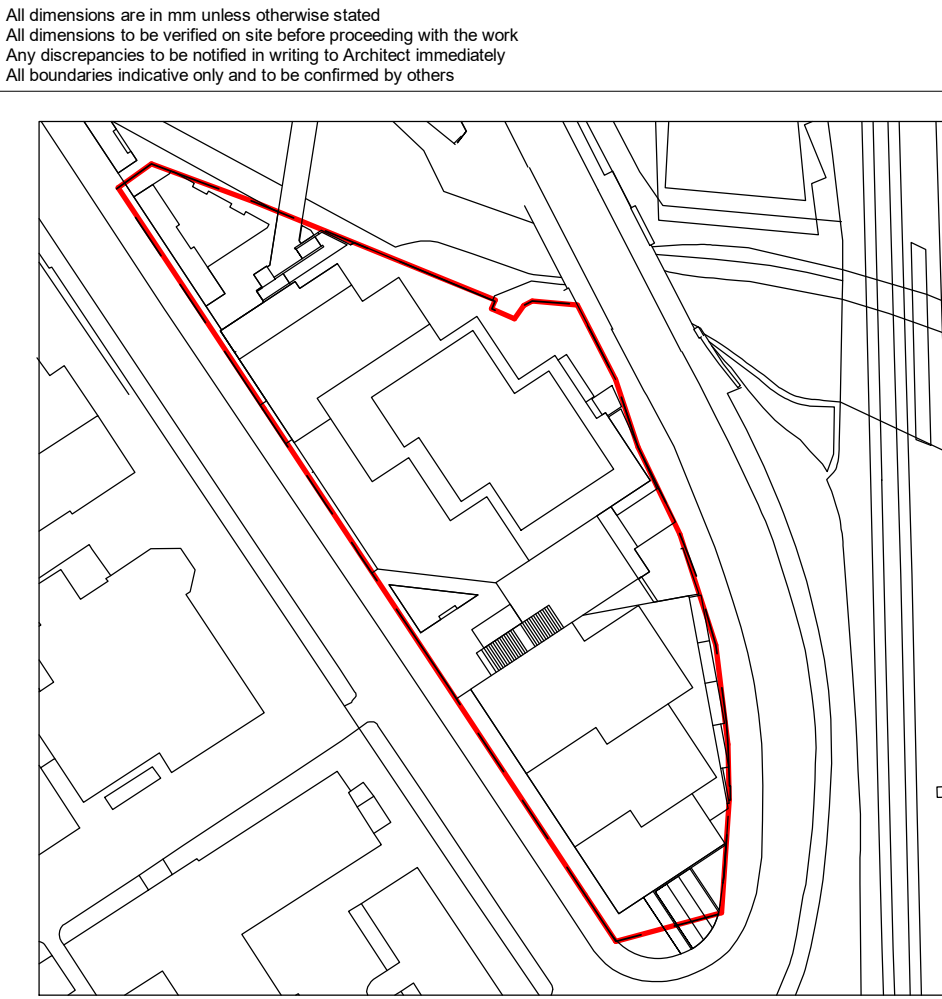 All dimensions are in mm unless otherwise stated
All dimensions to be verified on site before proceeding with the work
Any discrepancies to be notified in writing to Architect immediately
All boundaries indicative only and to be confirmed by others